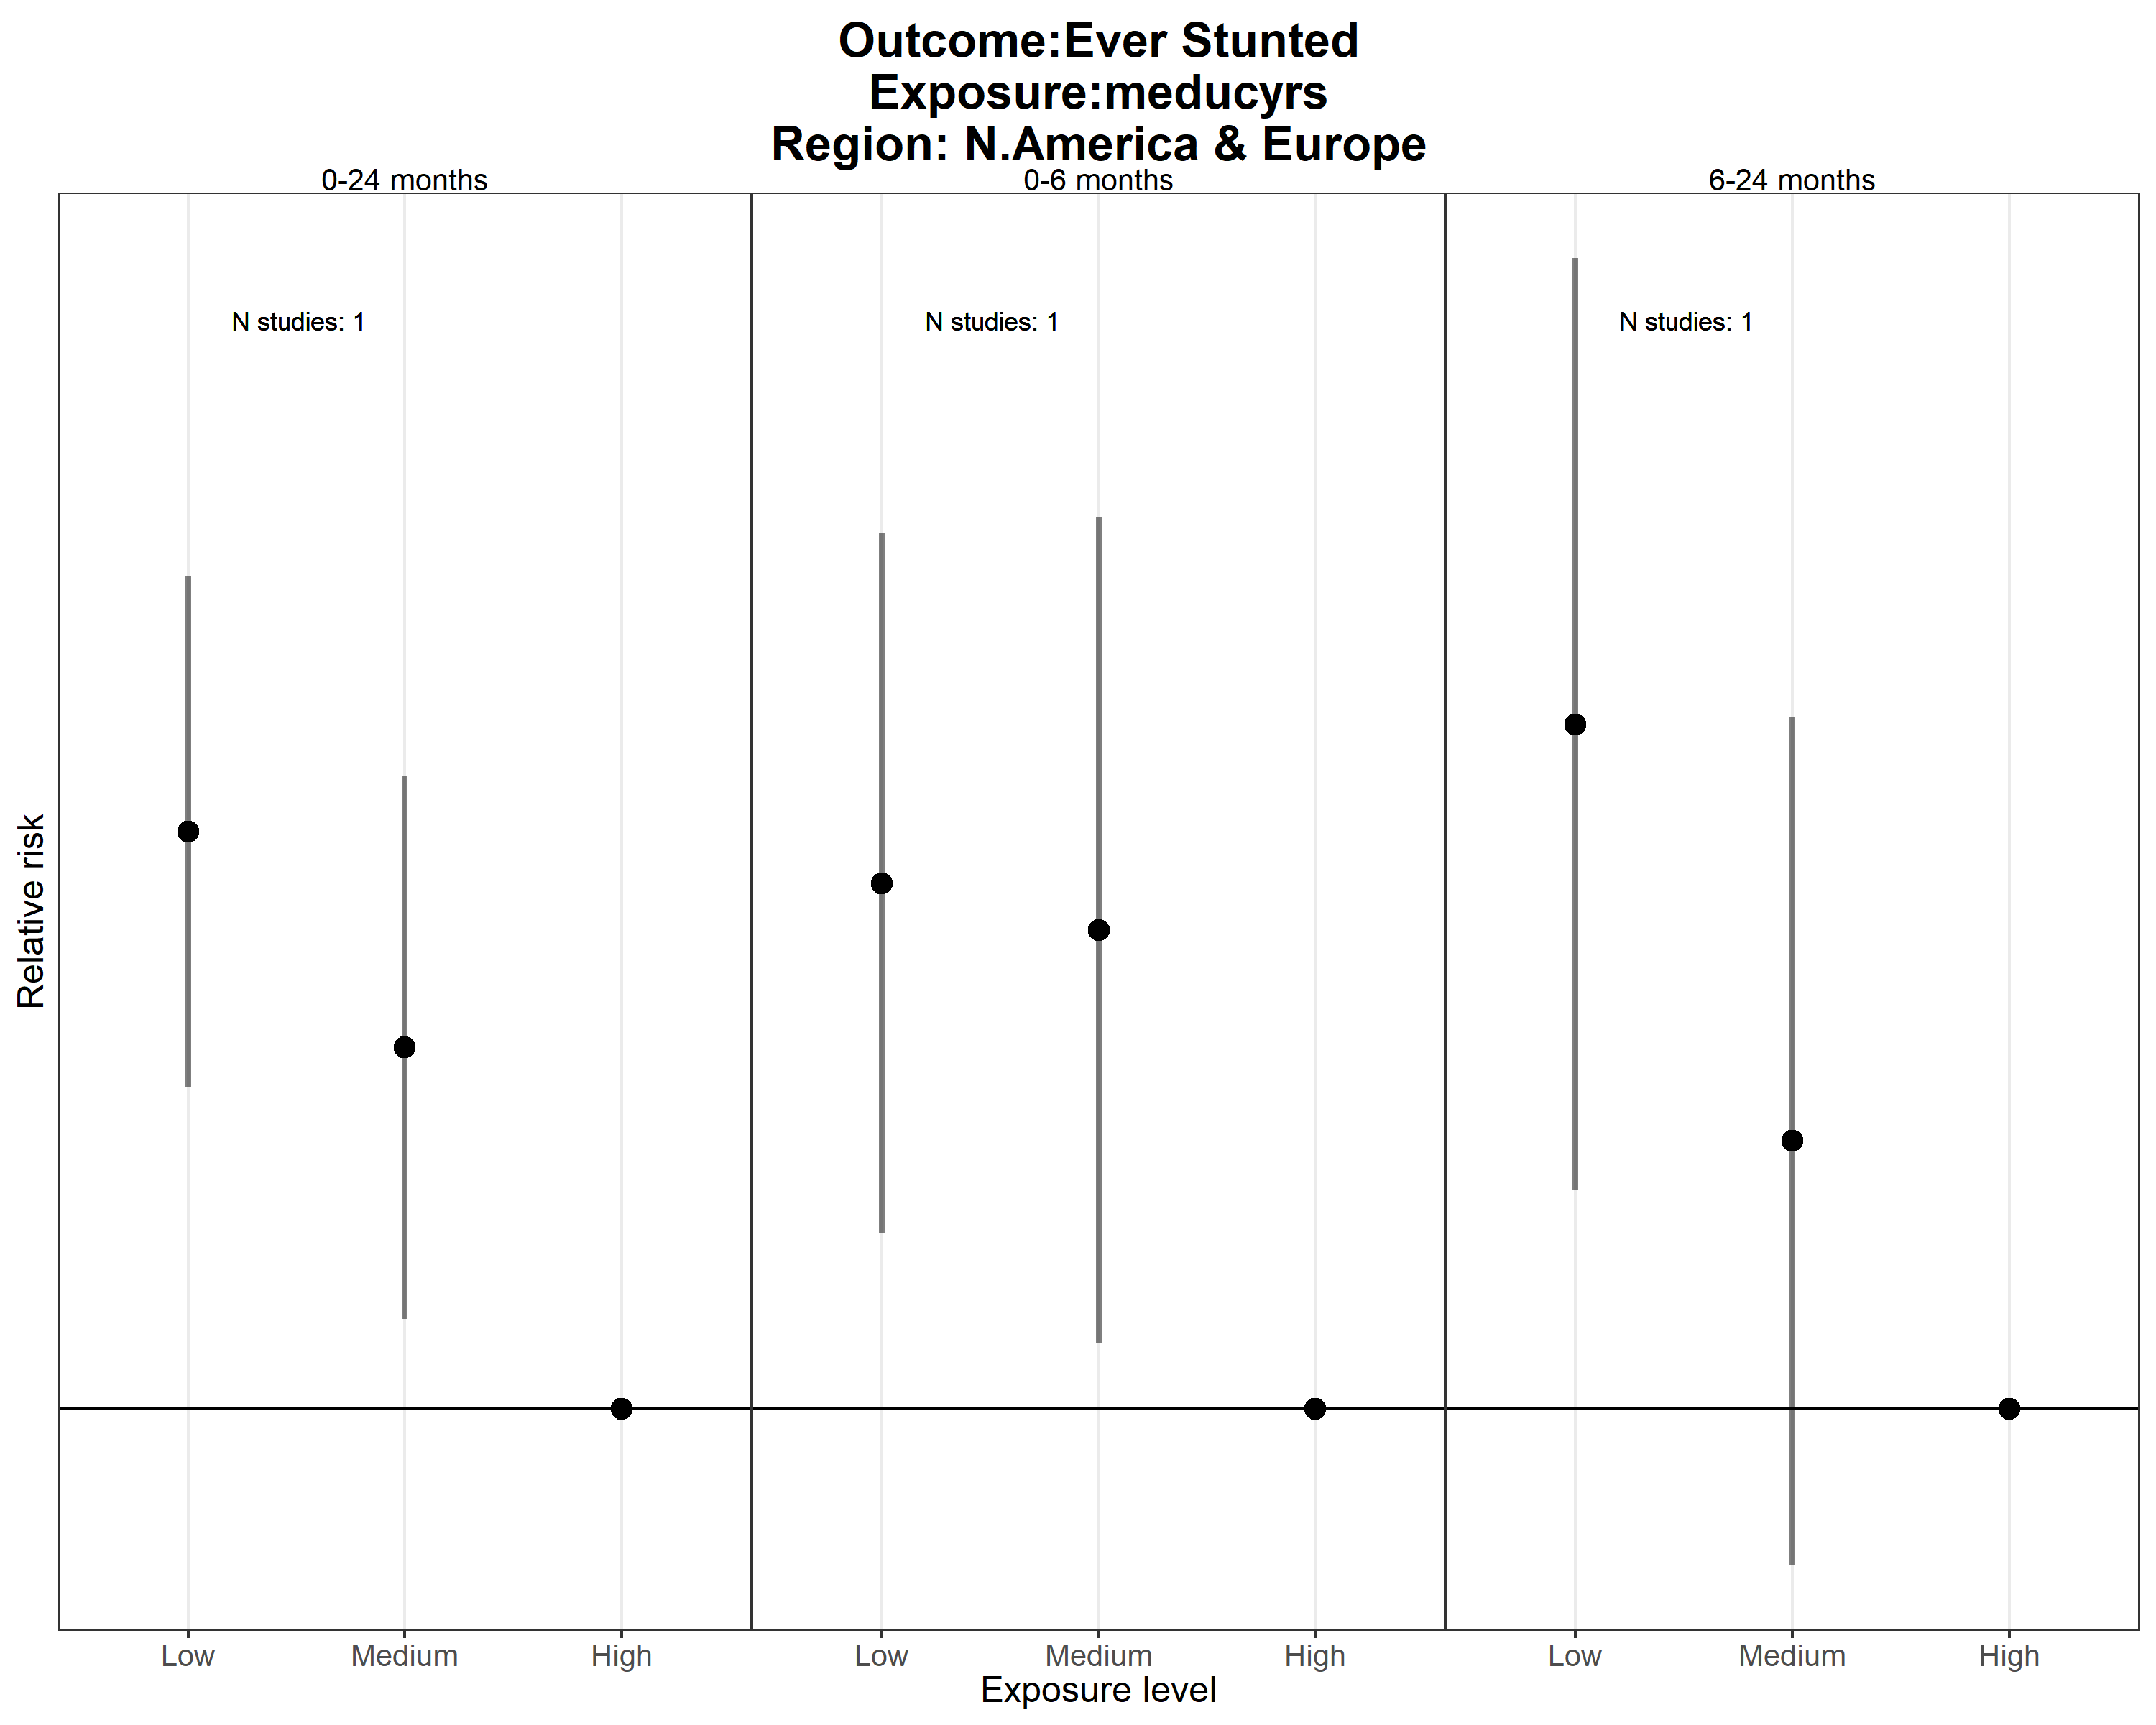 Outcome:Ever Stunted
Exposure:meducyrs
Region: N.America & Europe
0-24 months
0-6 months
6-24 months
N studies: 1
N studies: 1
N studies: 1
Relative risk
Low
Medium
High
Low
Medium
High
Low
Medium
High
Exposure level